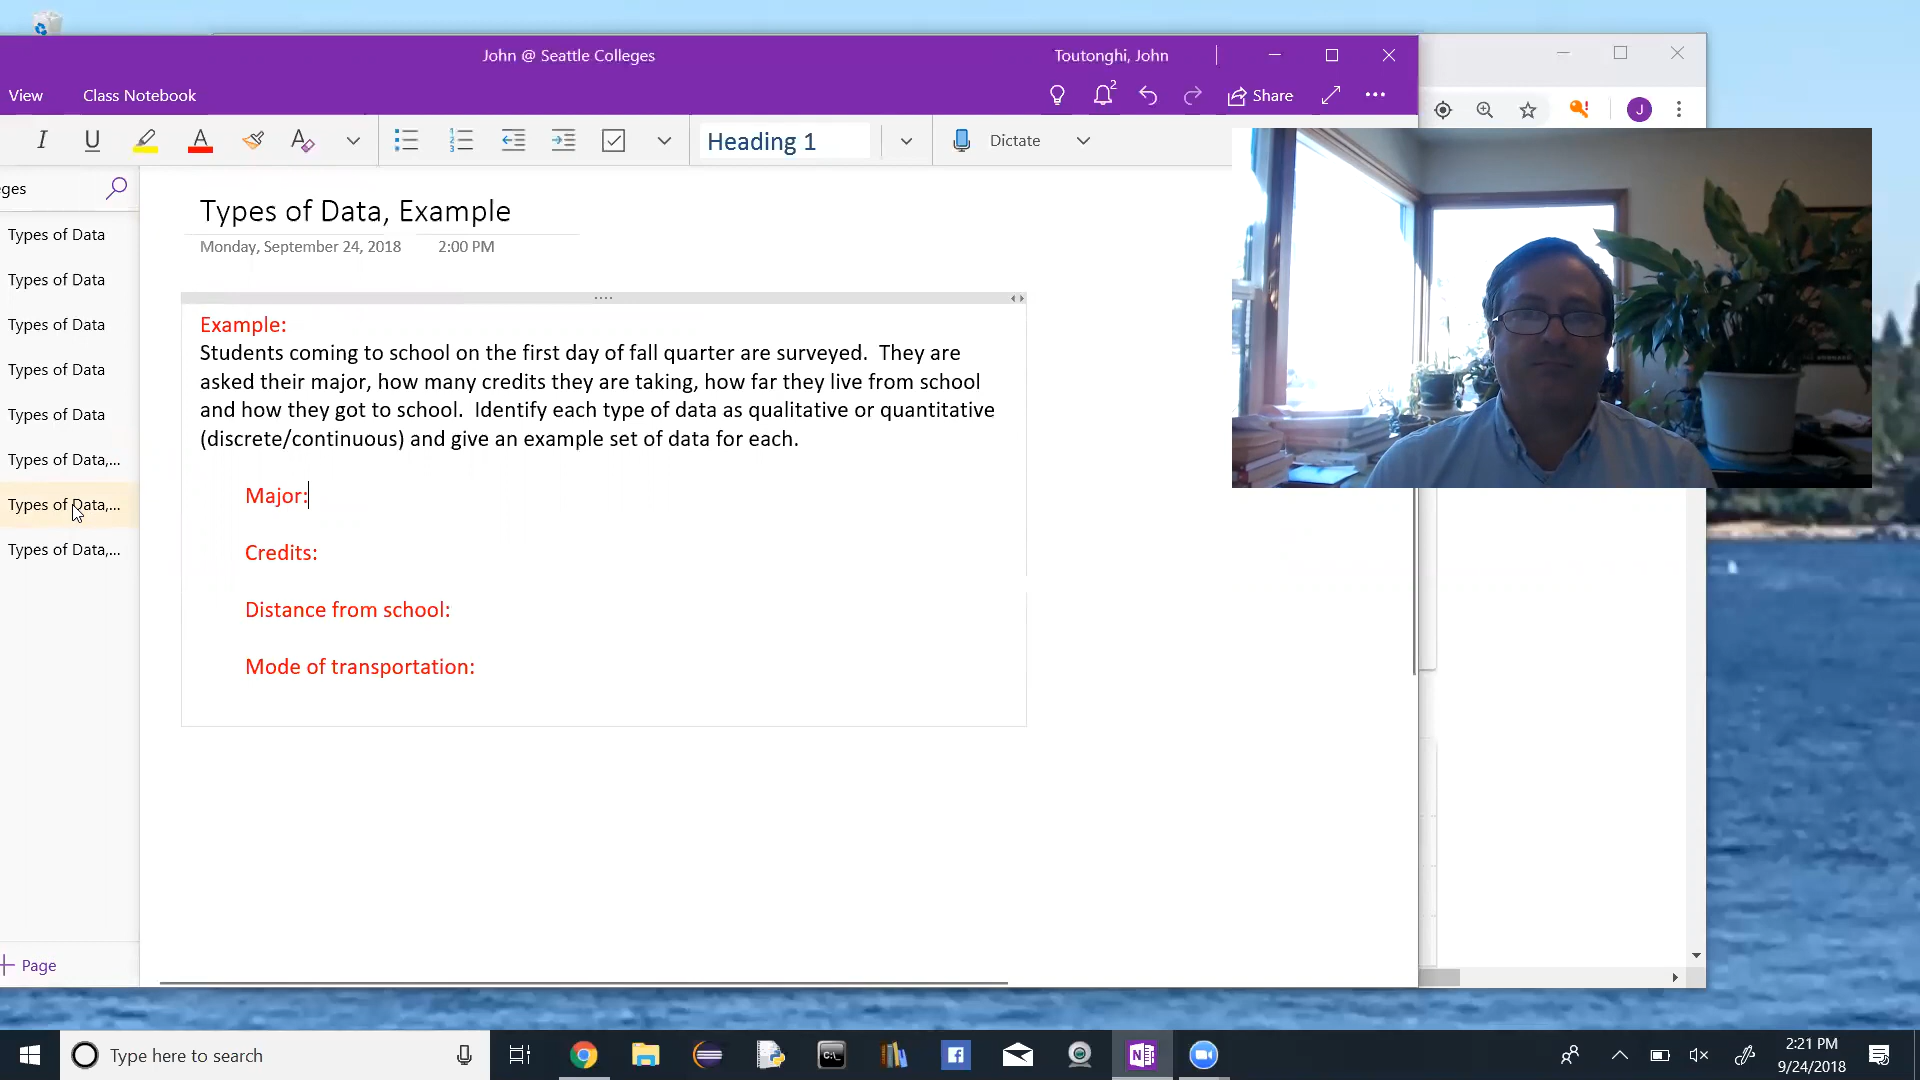 John @ Seattle Colleges
Toutonghi, John
View
Class Notebook
2
Share
I
U
A
A
1
2
3
Heading 1
Dictate
J
ges
Types of Data
Types of Data
Types of Data
Types of Data
Types of Data
Types of Data,...
Types of Data,...
Types of Data,...
Page
Types of Data, Example
Monday, September 24, 2018
2:00 PM
Example:
Students coming to school on the first day of fall quarter are surveyed. They are
asked their major, how many credits they are taking, how far they live from school
and how they got to school. Identify each type of data as qualitative or quantitative
(discrete/continuous) and give an example set of data for each.
Major:
Credits:
Distance from school:
Mode of transportation:
Type here to search
2:21 PM
9/24/2018